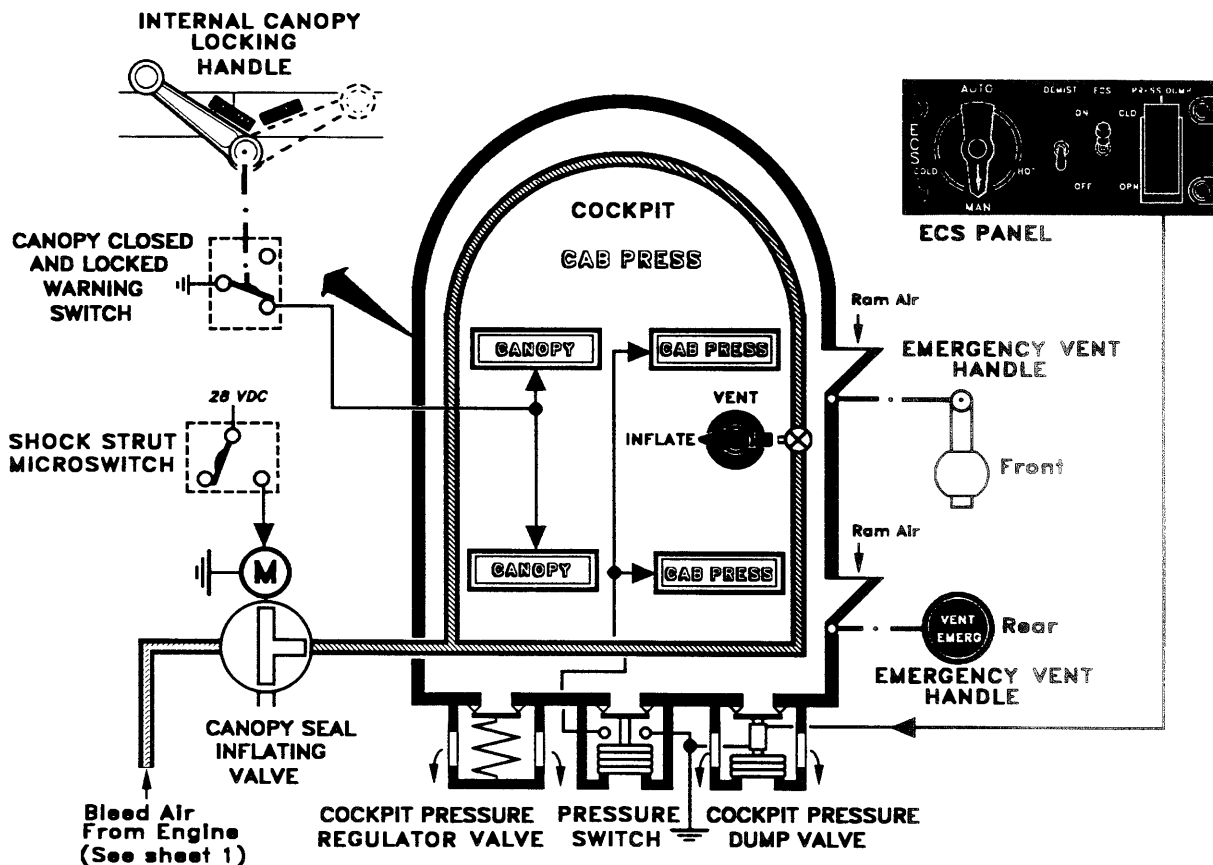 INTERNAL CANOPY
LOCKING
HANDLE
CANOPY CLOSED
AND LOCKED
WARNING
SWITCH
28 VDC
SHOCK STRUT
MICROSWITCH
M
CANOPY SEAL
INFLATING
VALVE
Bleed Air
From Engine
(See sheet 1)
COCKPIT
CAB PRESS
CANOPY
CAB PRESS
VENT
INFLATE
CANOPY
CAB PRESS
COCKPIT PRESSURE
REGULATOR VALVE
PRESSURE
SWITCH
COCKPIT PRESSURE
DUMP VALVE
ECS
AUTO
COLD
HOT
MAN
DEMIST
ECS
ON
OFF
PRESS DUMP
CLD
OPN
ECS PANEL
Ram Air
EMERGENCY VENT
HANDLE
Front
Ram Air
VENT
EMERG
Rear
EMERGENCY VENT
HANDLE